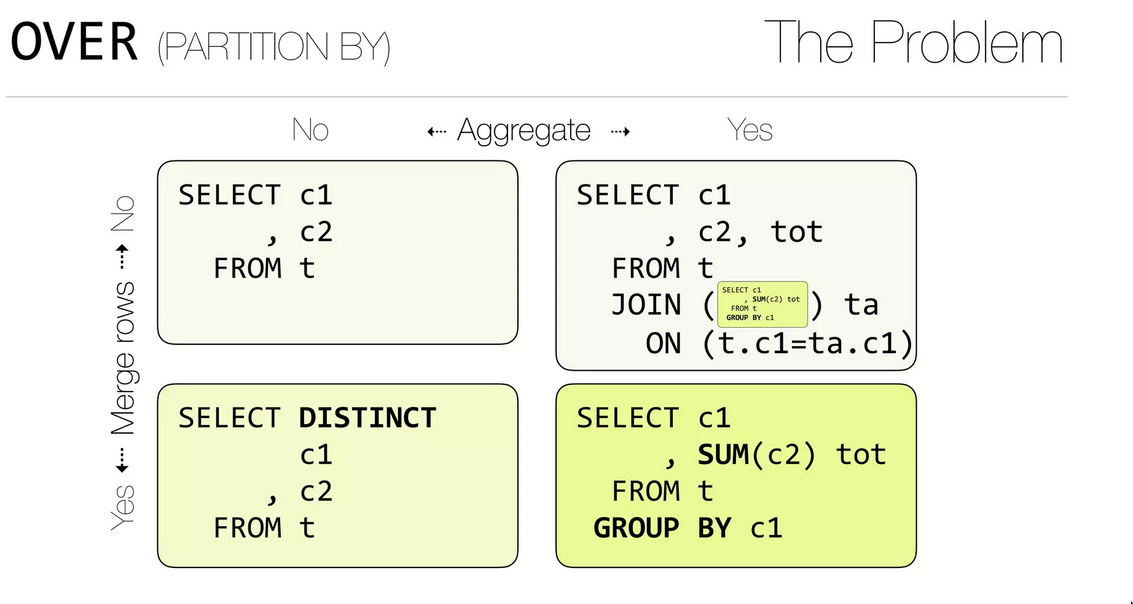 OVER (PARTITION BY)
The Problem
No ⇠ Aggregate ⇢ Yes
Yes ⇠ Merge rows ⇢ No
SELECT c1
, c2
FROM t
SELECT c1
, c2, tot
FROM t
JOIN (
SELECT c1
, SUM(c2) tot
FROM t
GROUP BY c1
) ta
ON (t.c1=ta.c1)
SELECT DISTINCT
c1
, c2
FROM t
SELECT c1
, SUM(c2) tot
FROM t
GROUP BY c1